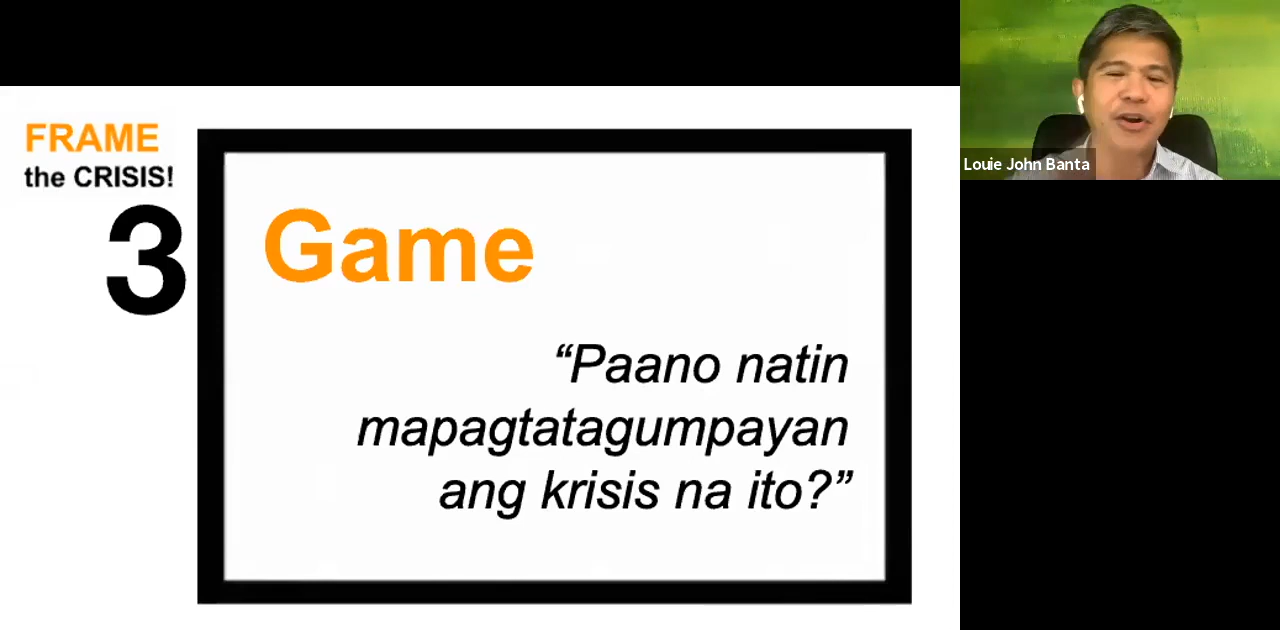 FRAME
the CRISIS!
3
Game
“Paano natin
mapagtatagumpayan
ang krisis na ito?”
Louie John Banta